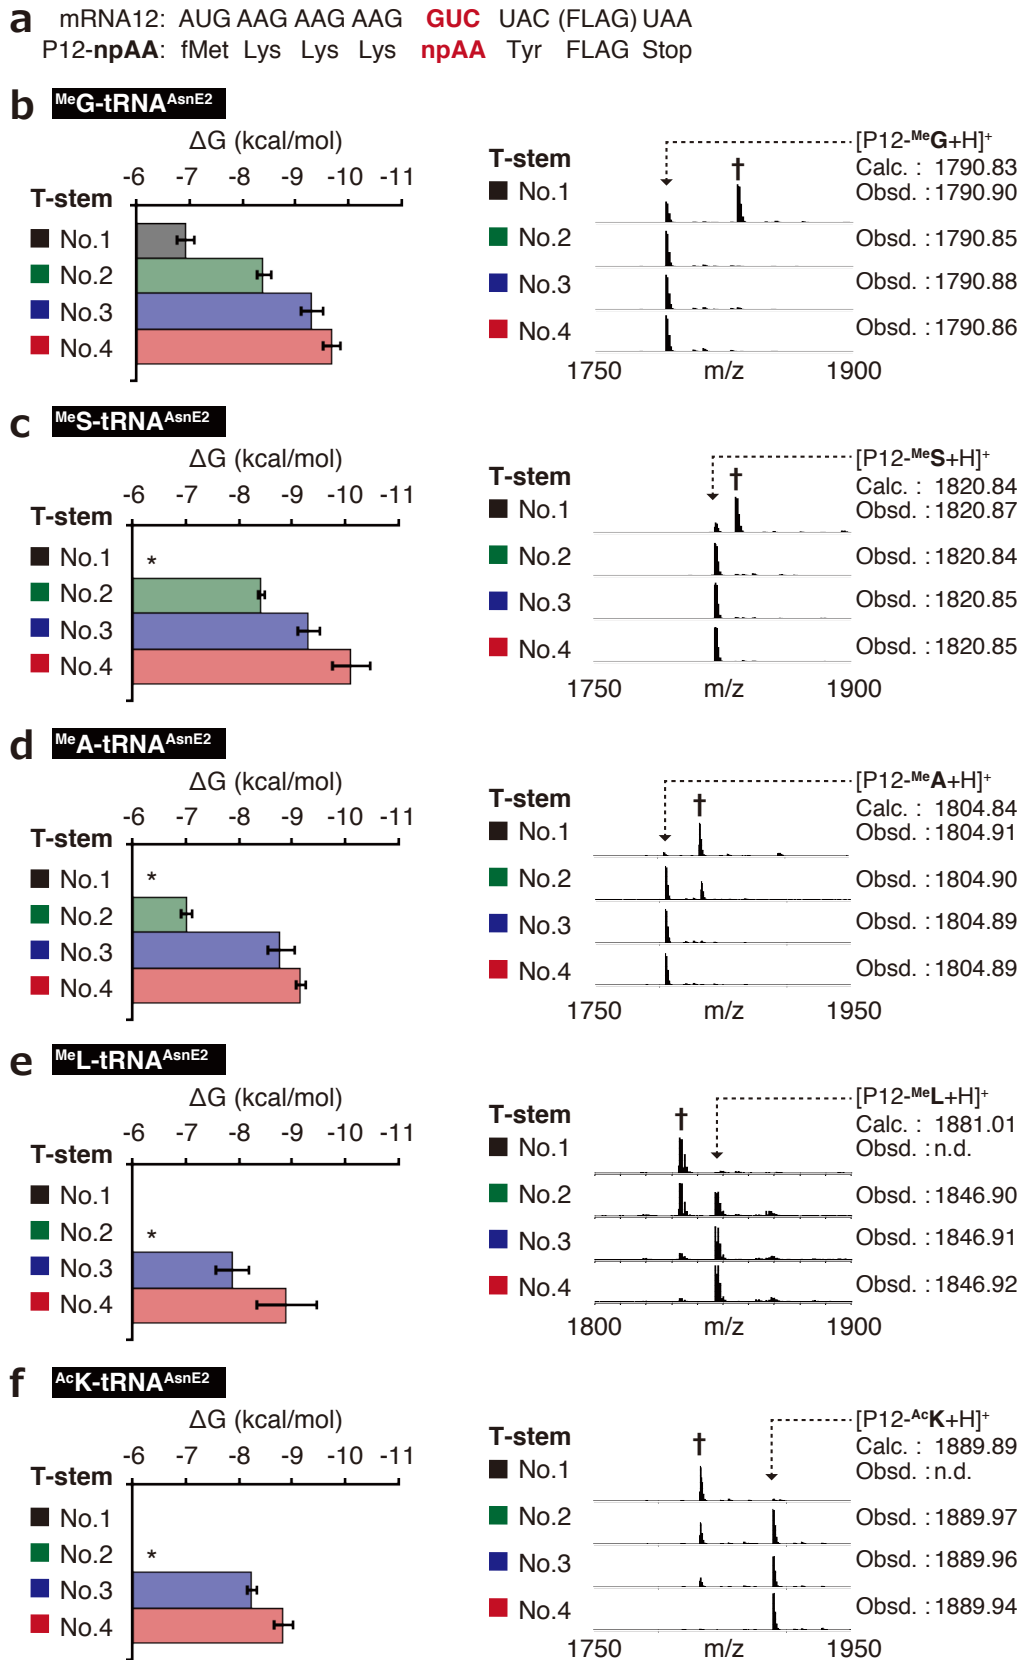 a
mRNA12: AUG AAG AAG AAG GUC UAC (FLAG) UAA
P12-npAA: fMet Lys Lys Lys npAA Tyr FLAG Stop
b MeG-tRNAAsnE2
ΔG (kcal/mol)
-6 -7 -8 -9 -10 -11
T-stem
No.1
No.2
No.3
No.4
T-stem
No.1
No.2
No.3
No.4
†
[P12-MeG+H]+
Calc. : 1790.83
Obsd. : 1790.90
Obsd. : 1790.85
Obsd. : 1790.88
Obsd. : 1790.86
1750 m/z 1900
c MeS-tRNAAsnE2
ΔG (kcal/mol)
-6 -7 -8 -9 -10 -11
T-stem
No.1 *
No.2
No.3
No.4
T-stem
No.1
No.2
No.3
No.4
†
[P12-MeS+H]+
Calc. : 1820.84
Obsd. : 1820.87
Obsd. : 1820.84
Obsd. : 1820.85
Obsd. : 1820.85
1750 m/z 1900
d MeA-tRNAAsnE2
ΔG (kcal/mol)
-6 -7 -8 -9 -10 -11
T-stem
No.1 *
No.2
No.3
No.4
T-stem
No.1
No.2
No.3
No.4
†
[P12-MeA+H]+
Calc. : 1804.84
Obsd. : 1804.91
Obsd. : 1804.90
Obsd. : 1804.89
Obsd. : 1804.89
1750 m/z 1950
e MeL-tRNAAsnE2
ΔG (kcal/mol)
-6 -7 -8 -9 -10 -11
T-stem
No.1
No.2 *
No.3
No.4
T-stem
No.1
No.2
No.3
No.4
†
[P12-MeL+H]+
Calc. : 1881.01
Obsd. : n.d.
Obsd. : 1846.90
Obsd. : 1846.91
Obsd. : 1846.92
1800 m/z 1900
f AcK-tRNAAsnE2
ΔG (kcal/mol)
-6 -7 -8 -9 -10 -11
T-stem
No.1
No.2 *
No.3
No.4
T-stem
No.1
No.2
No.3
No.4
†
[P12-AcK+H]+
Calc. : 1889.89
Obsd. : n.d.
Obsd. : 1889.97
Obsd. : 1889.96
Obsd. : 1889.94
1750 m/z 1950